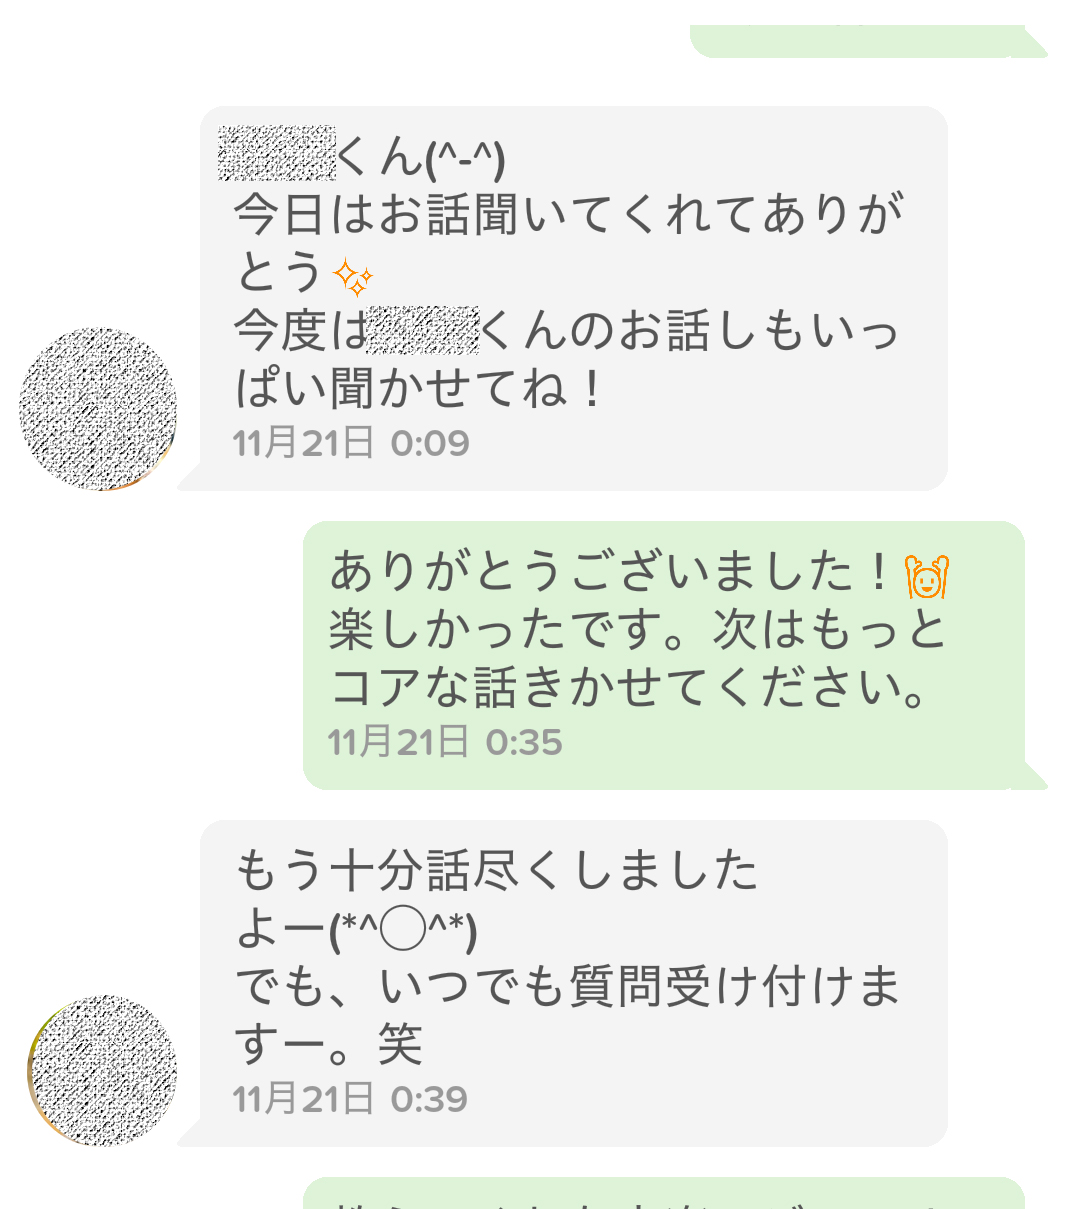 くん(^-^)
今日はお話聞いてくれてありが
とう✨
今度は くんのお話しもいっ
ぱい聞かせてね！
11月21日 0:09
ありがとうございました！🙌
楽しかったです。次はもっと
コアな話きかせてください。
11月21日 0:35
もう十分話尽くしました
よー(*^◯^*)
でも、いつでも質問受け付けま
すー。笑
11月21日 0:39